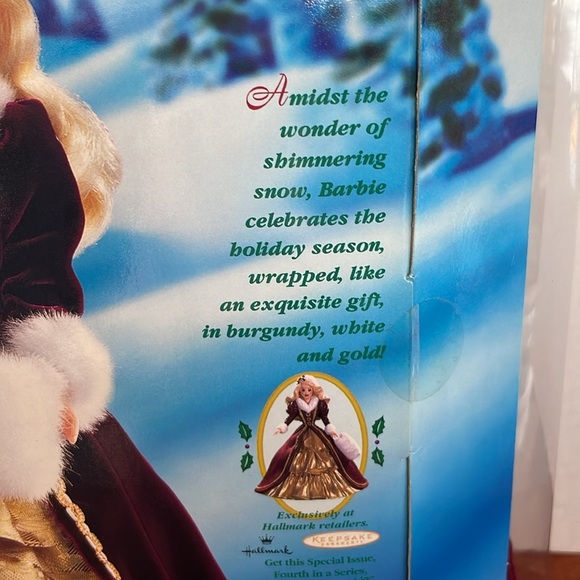 Amidst the
wonder of
shimmering
snow, Barbie
celebrates the
holiday season,
wrapped, like
an exquisite gift,
in burgundy, white
and gold!
Exclusively at
Hallmark retailers.
Hallmark
KEEPSAKE
Get this Special Issue,
Fourth in a Series,